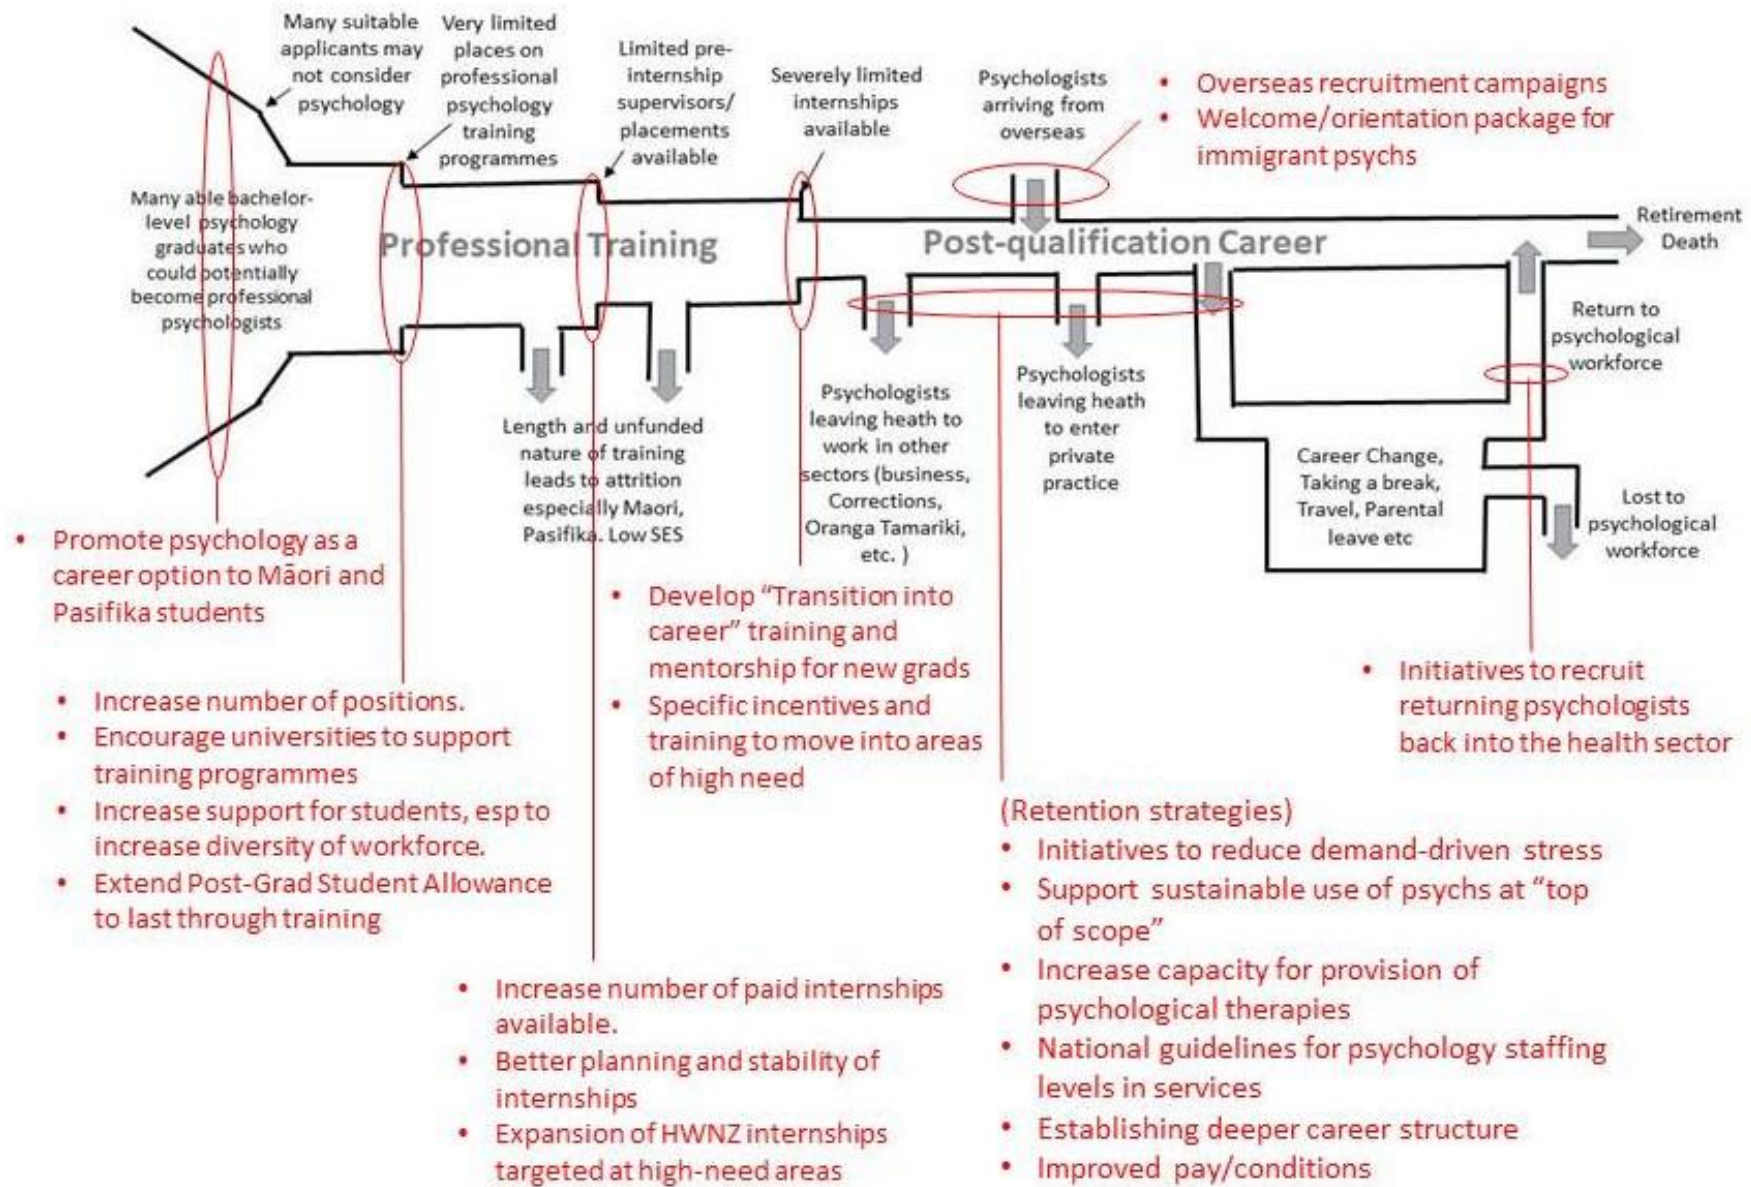 Many suitable
applicants may
not consider
psychology
Very limited
places on
professional
psychology
training
programmes
Limited pre-
internship
supervisors/
placements
available
Severely limited
internships
available
Psychologists
arriving from
overseas
• Overseas recruitment campaigns
• Welcome/orientation package for
immigrant psychs
Many able bachelor-
level psychology
graduates who
could potentially
become professional
psychologists
Professional Training
Post-qualification Career
Retirement
Death
Length and unfunded
nature of training
leads to attrition
especially Maori,
Pasifika. Low SES
Psychologists
leaving heath to
work in other
sectors (business,
Corrections,
Oranga Tamariki,
etc. )
Psychologists
leaving heath
to enter
private
practice
Return to
psychological
workforce
Career Change,
Taking a break,
Travel, Parental
leave etc
Lost to
psychological
workforce
• Promote psychology as a
career option to Māori and
Pasifika students
• Increase number of positions.
• Encourage universities to support
training programmes
• Increase support for students, esp to
increase diversity of workforce.
• Extend Post-Grad Student Allowance
to last through training
• Develop “Transition into
career” training and
mentorship for new grads
• Specific incentives and
training to move into areas
of high need
• Initiatives to recruit
returning psychologists
back into the health sector
• Increase number of paid internships
available.
• Better planning and stability of
internships
• Expansion of HWNZ internships
targeted at high-need areas
(Retention strategies)
• Initiatives to reduce demand-driven stress
• Support sustainable use of psychs at “top
of scope”
• Increase capacity for provision of
psychological therapies
• National guidelines for psychology staffing
levels in services
• Establishing deeper career structure
• Improved pay/conditions